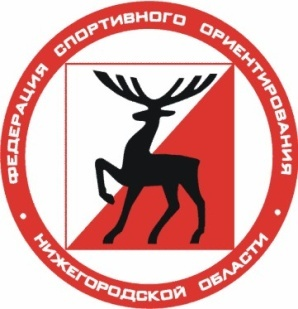 ФЕДЕРАЦИЯ СПОРТИВНОГО ОРИЕНТИРОВАНИЯ
НИЖЕГОРОДСКОЙ ОБЛАСТИ